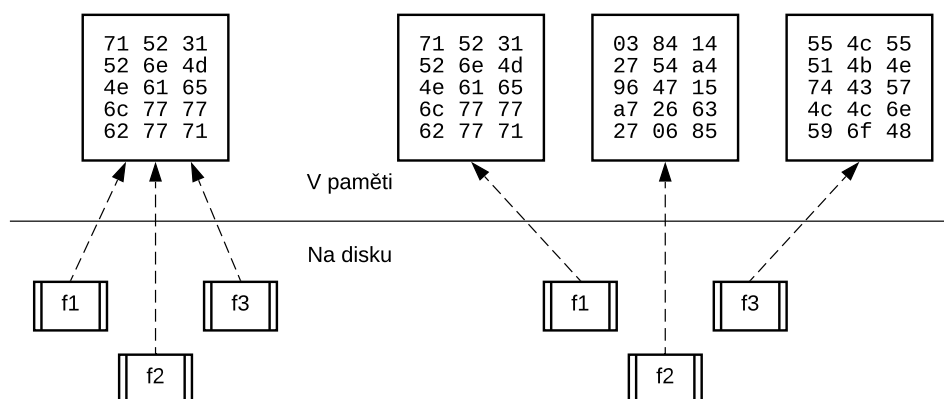 71 52 31
52 6e 4d
4e 61 65
6c 77 77
62 77 71
71 52 31
52 6e 4d
4e 61 65
6c 77 77
62 77 71
03 84 14
27 54 a4
96 47 15
a7 26 63
27 06 85
55 4c 55
51 4b 4e
74 43 57
4c 4c 6e
59 6f 48
V paměti
Na disku
f1
f3
f2
f1
f3
f2